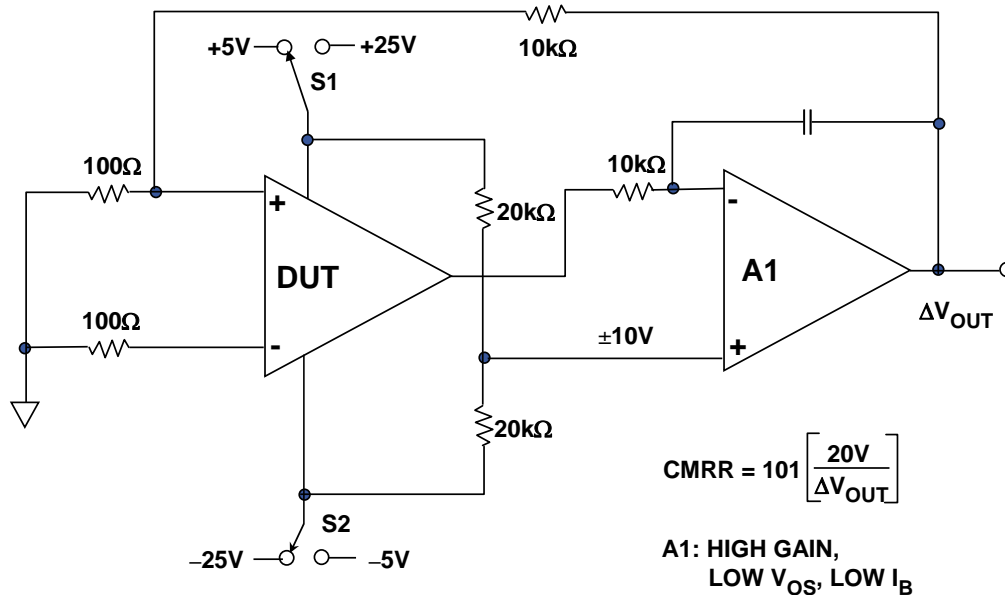 10kΩ
+5V
+25V
S1
100Ω
10kΩ
+
20kΩ
-
DUT
A1
ΔVOUT
100Ω
-
±10V
+
20kΩ
CMRR = 101 [20V / ΔVOUT]
S2
–25V
–5V
A1: HIGH GAIN,
LOW VOS, LOW IB